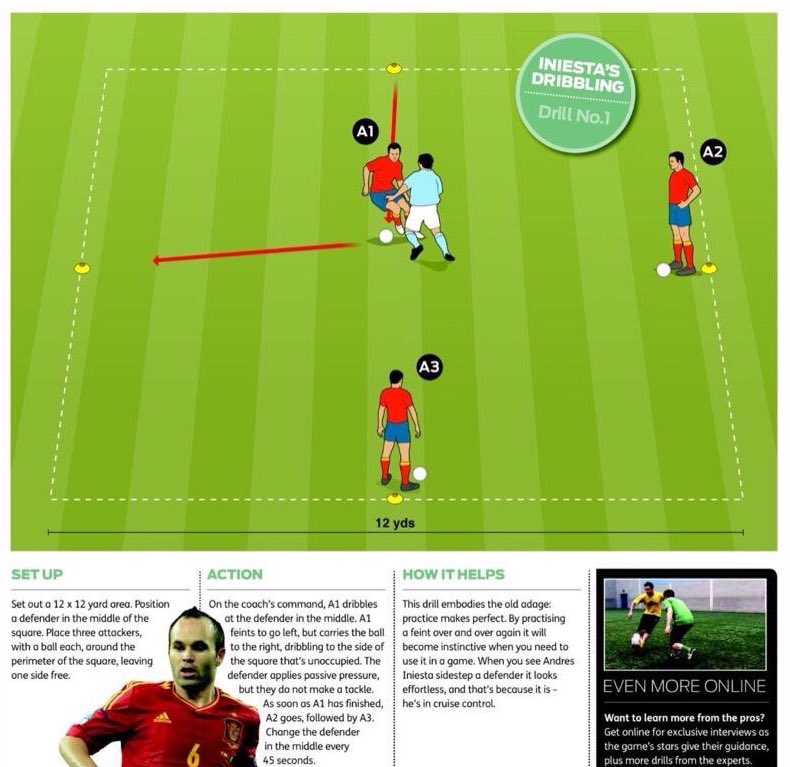 INIESTA'S
DRIBBLING
Drill No.1
A1
A2
A3
12 yds
SET UP
Set out a 12 x 12 yard area. Position
a defender in the middle of the
square. Place three attackers,
with a ball each, around the
perimeter of the square, leaving
one side free.
6
ACTION
On the coach's command, A1 dribbles
at the defender in the middle. A1
feints to go left, but carries the ball
to the right, dribbling to the side of
the square that's unoccupied. The
defender applies passive pressure,
but they do not make a tackle.
As soon as A1 has finished,
A2 goes, followed by A3.
Change the defender
in the middle every
45 seconds.
HOW IT HELPS
This drill embodies the old adage:
practice makes perfect. By practising
a feint over and over again it will
become instinctive when you need to
use it in a game. When you see Andres
Iniesta sidestep a defender it looks
effortless, and that's because it is –
he's in cruise control.
EVEN MORE ONLINE
Want to learn more from the pros?
Get online for exclusive interviews as
the game's stars give their guidance,
plus more drills from the experts.